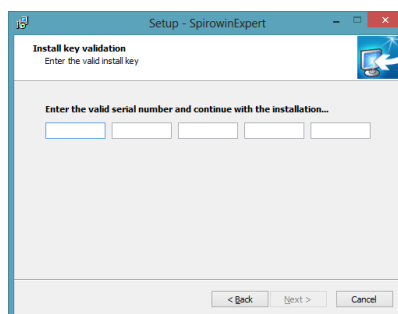 Setup - SpirowinExpert
Install key validation
Enter the valid install key
Enter the valid serial number and continue with the installation...
< Back
Next >
Cancel